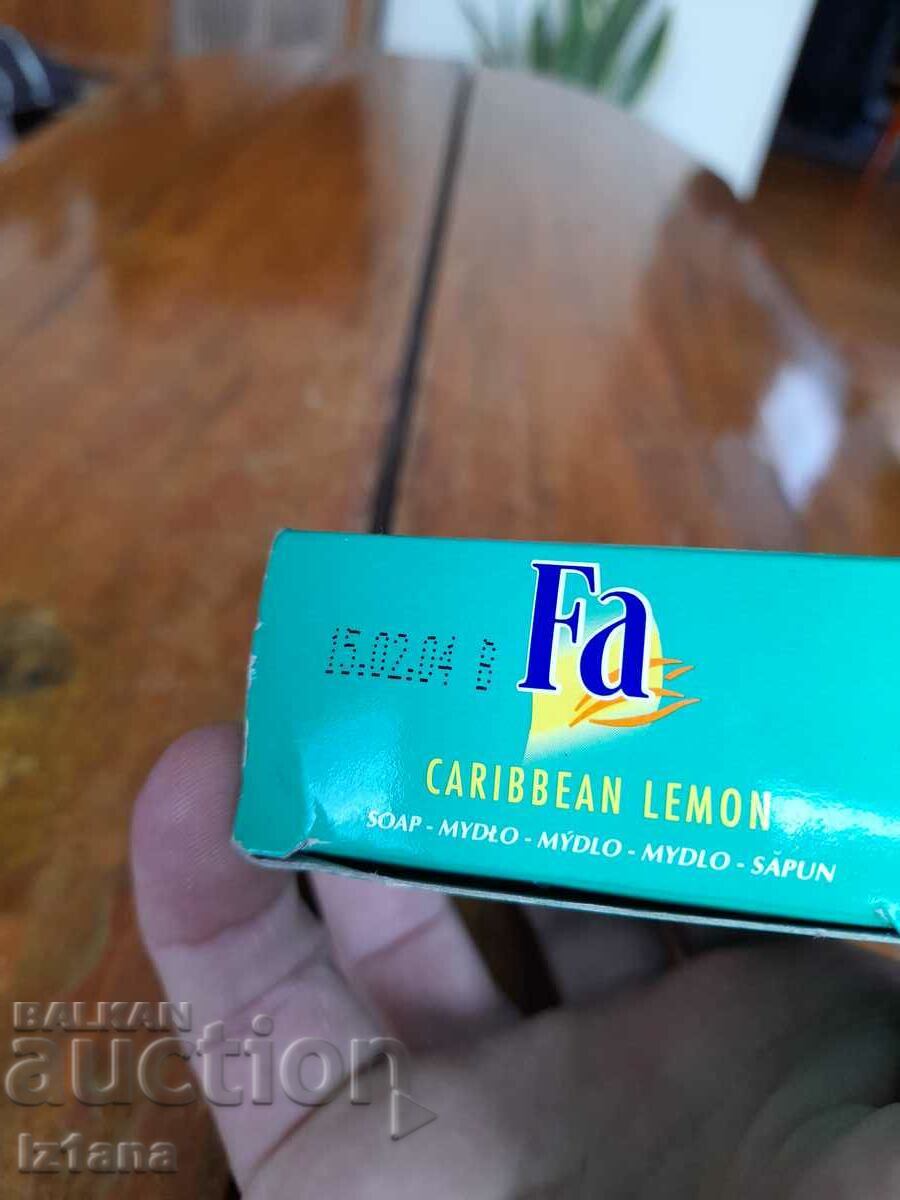 15.02.04 B
Fa
CARIBBEAN LEMON
SOAP - MYDŁO - MÝDLO - MYDLO - SĂPUN
BALKAN
auction
Iz1ana